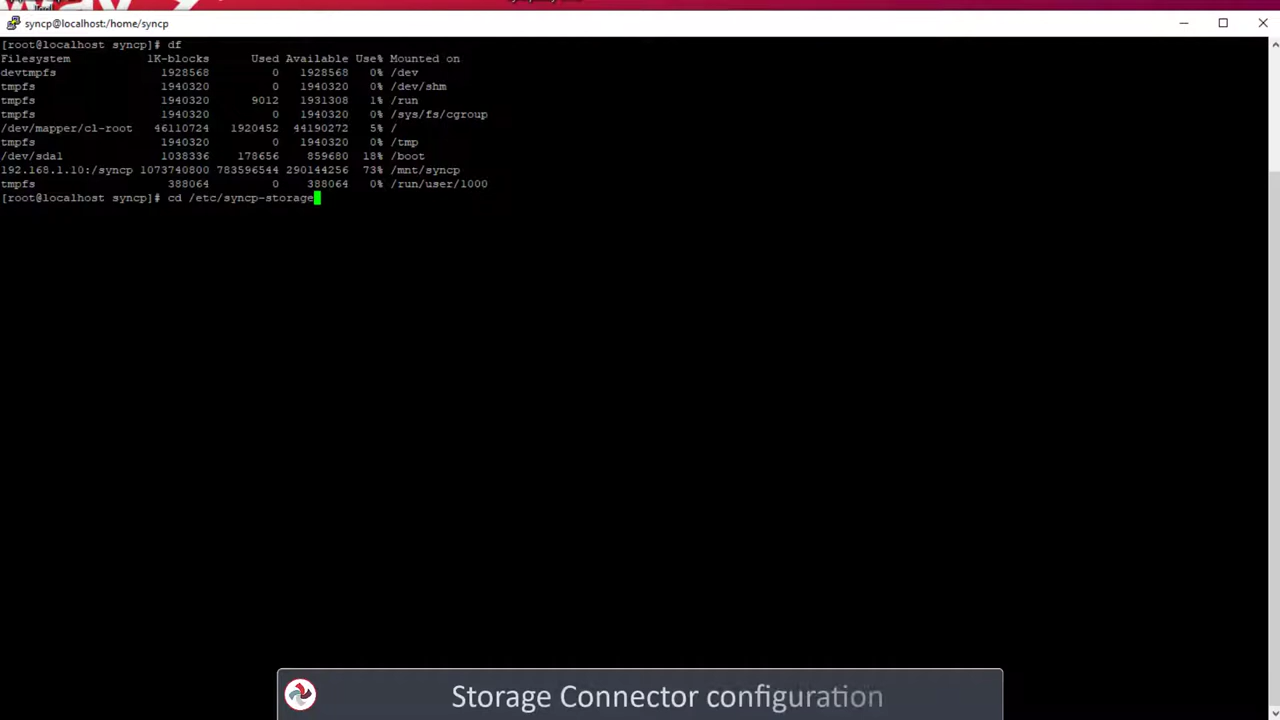 syncp@localhost:/home/syncp
[root@localhost syncp]# df
Filesystem 1K-blocks Used Available Use% Mounted on
devtmpfs 1928568 0 1928568 0% /dev
tmpfs 1940320 0 1940320 0% /dev/shm
tmpfs 1940320 9012 1931308 1% /run
tmpfs 1940320 0 1940320 0% /sys/fs/cgroup
/dev/mapper/cl-root 46110724 1920452 44190272 5% /
tmpfs 1940320 0 1940320 0% /tmp
/dev/sda1 1038336 178656 859680 18% /boot
192.168.1.10:/syncp 1073740800 783596544 290144256 73% /mnt/syncp
tmpfs 388064 0 388064 0% /run/user/1000
[root@localhost syncp]# cd /etc/syncp-storage
Storage Connector configuration